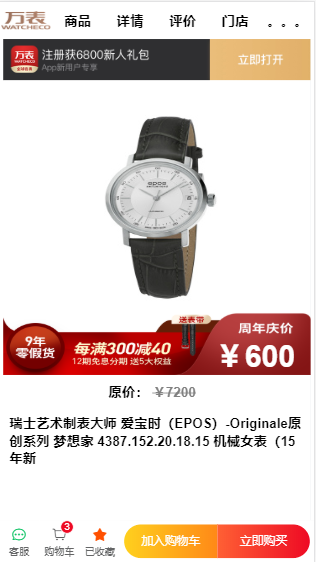 万表
WATCHECO
商品 详情 评价 门店 。。。
万表
WATCHECO
全球名表
注册获6800新人礼包
App新用户专享
立即打开
epos
9年
零假货
每满300减40
12期免息分期 送5大权益
送表带
周年庆价
¥600
原价： ¥7200
瑞士艺术制表大师 爱宝时（EPOS）-Originale原
创系列 梦想家 4387.152.20.18.15 机械女表（15
年新
客服
3
购物车
已收藏
加入购物车
立即购买